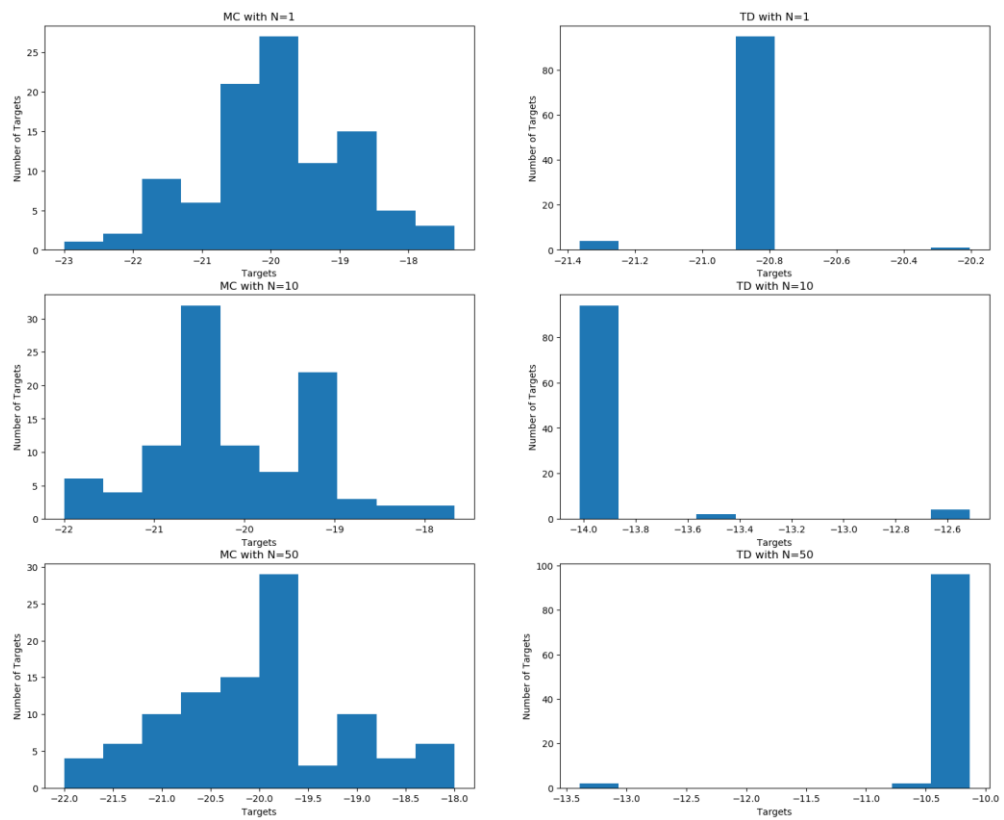 MC with N=1
Number of Targets
25
20
15
10
5
0
−23 −22 −21 −20 −19 −18
Targets
TD with N=1
Number of Targets
80
60
40
20
0
−21.4 −21.2 −21.0 −20.8 −20.6 −20.4 −20.2
Targets
MC with N=10
Number of Targets
30
25
20
15
10
5
0
−22 −21 −20 −19 −18
Targets
TD with N=10
Number of Targets
80
60
40
20
0
−14.0 −13.8 −13.6 −13.4 −13.2 −13.0 −12.8 −12.6
Targets
MC with N=50
Number of Targets
30
25
20
15
10
5
0
−22.0 −21.5 −21.0 −20.5 −20.0 −19.5 −19.0 −18.5 −18.0
Targets
TD with N=50
Number of Targets
100
80
60
40
20
0
−13.5 −13.0 −12.5 −12.0 −11.5 −11.0 −10.5 −10.0
Targets